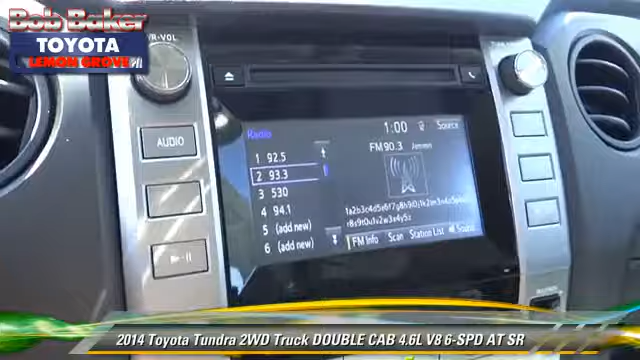 Bob Baker
TOYOTA
LEMON GROVE
PWR·VOL
AUDIO
Radio
1:00
Source
FM 90.3
1 92.5
2 93.3
3 530
4 94.1
5 (add new)
6 (add new)
FM Info
Scan
Station List
Sound
2014 Toyota Tundra 2WD Truck DOUBLE CAB 4.6L V8 6-SPD AT SR